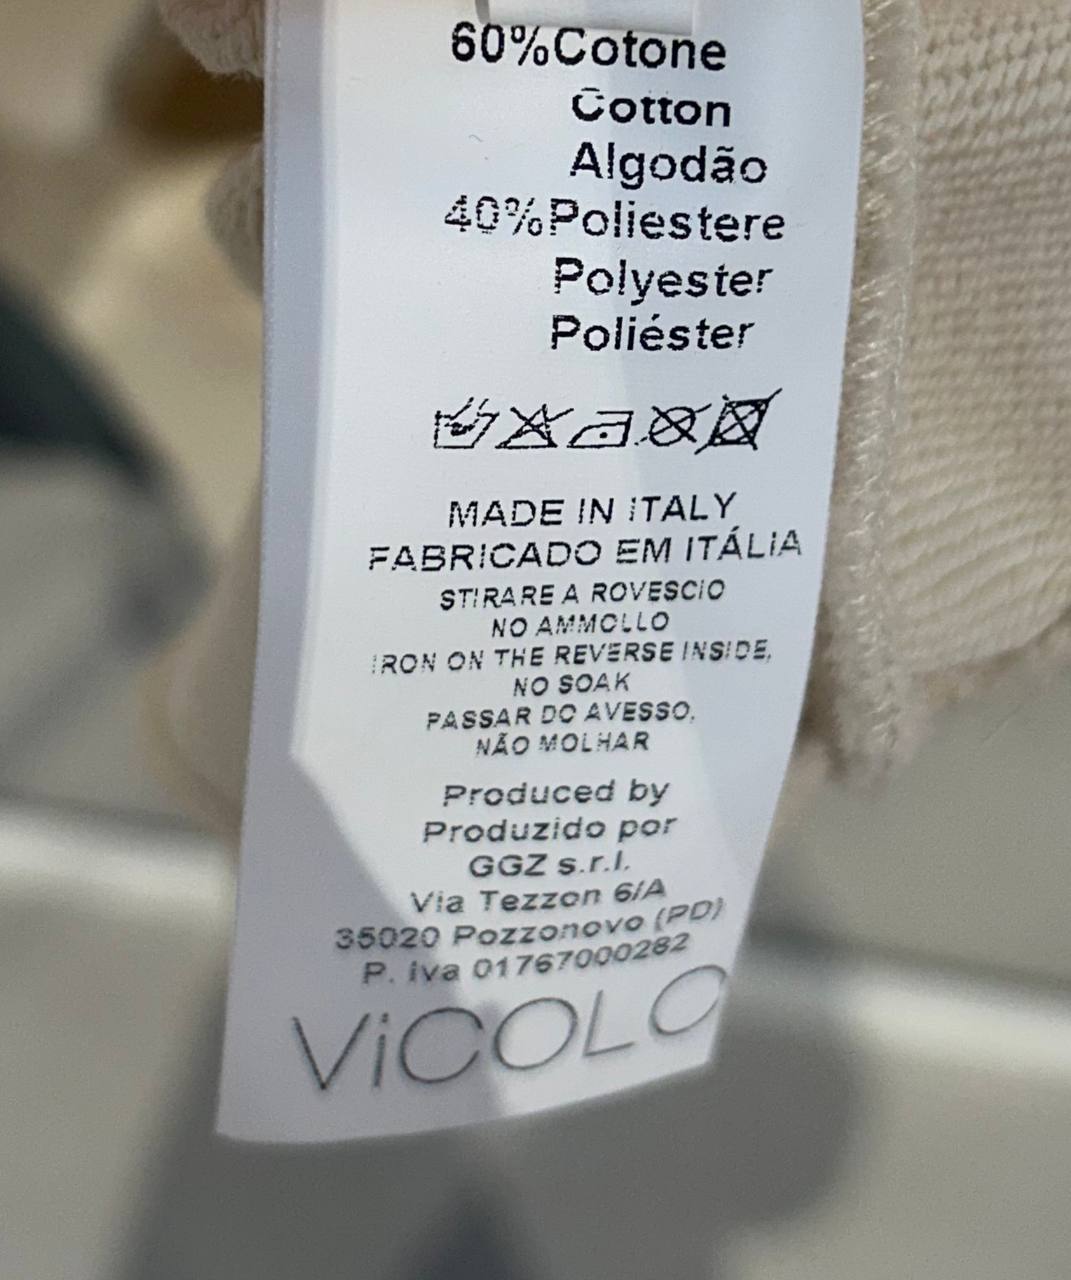 60%Cotone
Cotton
Algodão
40%Poliestere
Polyester
Poliéster
MADE IN ITALY
FABRICADO EM ITÁLIA
STIRARE A ROVESCIO
NO AMMOLLO
IRON ON THE REVERSE INSIDE,
NO SOAK
PASSAR DO AVESSO,
NÃO MOLHAR
Produced by
Produzido por
GGZ s.r.l.
Via Tezzon 6/A
35020 Pozzonovo (PD)
P. iva 01767000282
ViCOLO